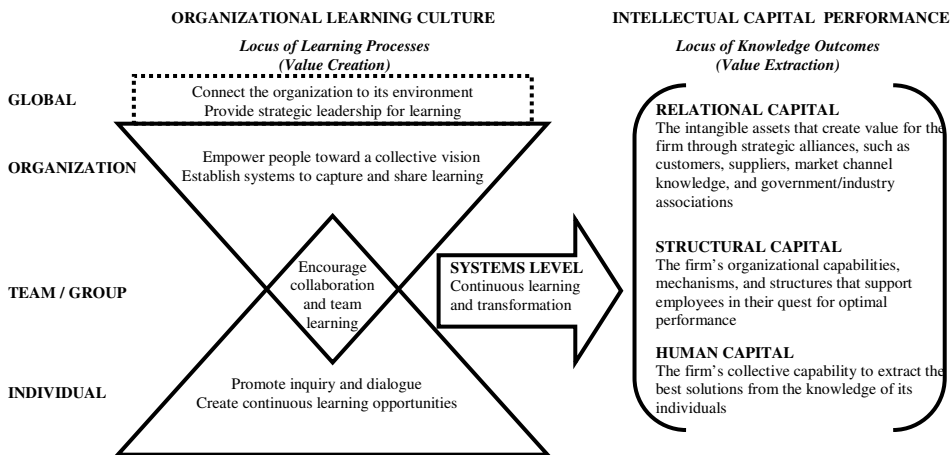 ORGANIZATIONAL LEARNING CULTURE
Locus of Learning Processes
(Value Creation)
GLOBAL
Connect the organization to its environment
Provide strategic leadership for learning
ORGANIZATION
Empower people toward a collective vision
Establish systems to capture and share learning
TEAM / GROUP
Encourage
collaboration
and team
learning
INDIVIDUAL
Promote inquiry and dialogue
Create continuous learning opportunities
SYSTEMS LEVEL
Continuous learning
and transformation
INTELLECTUAL CAPITAL PERFORMANCE
Locus of Knowledge Outcomes
(Value Extraction)
RELATIONAL CAPITAL
The intangible assets that create value for the
firm through strategic alliances, such as
customers, suppliers, market channel
knowledge, and government/industry
associations
STRUCTURAL CAPITAL
The firm's organizational capabilities,
mechanisms, and structures that support
employees in their quest for optimal
performance
HUMAN CAPITAL
The firm's collective capability to extract the
best solutions from the knowledge of its
individuals